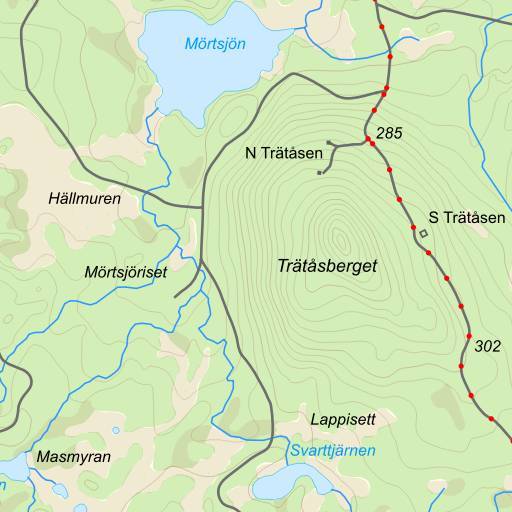 Mörtsjön
285
N Trätåsen
Hällmuren
S Trätåsen
Mörtsjöriset
Trätåsberget
302
Lappisett
Svarttjärnen
Masmyran
n